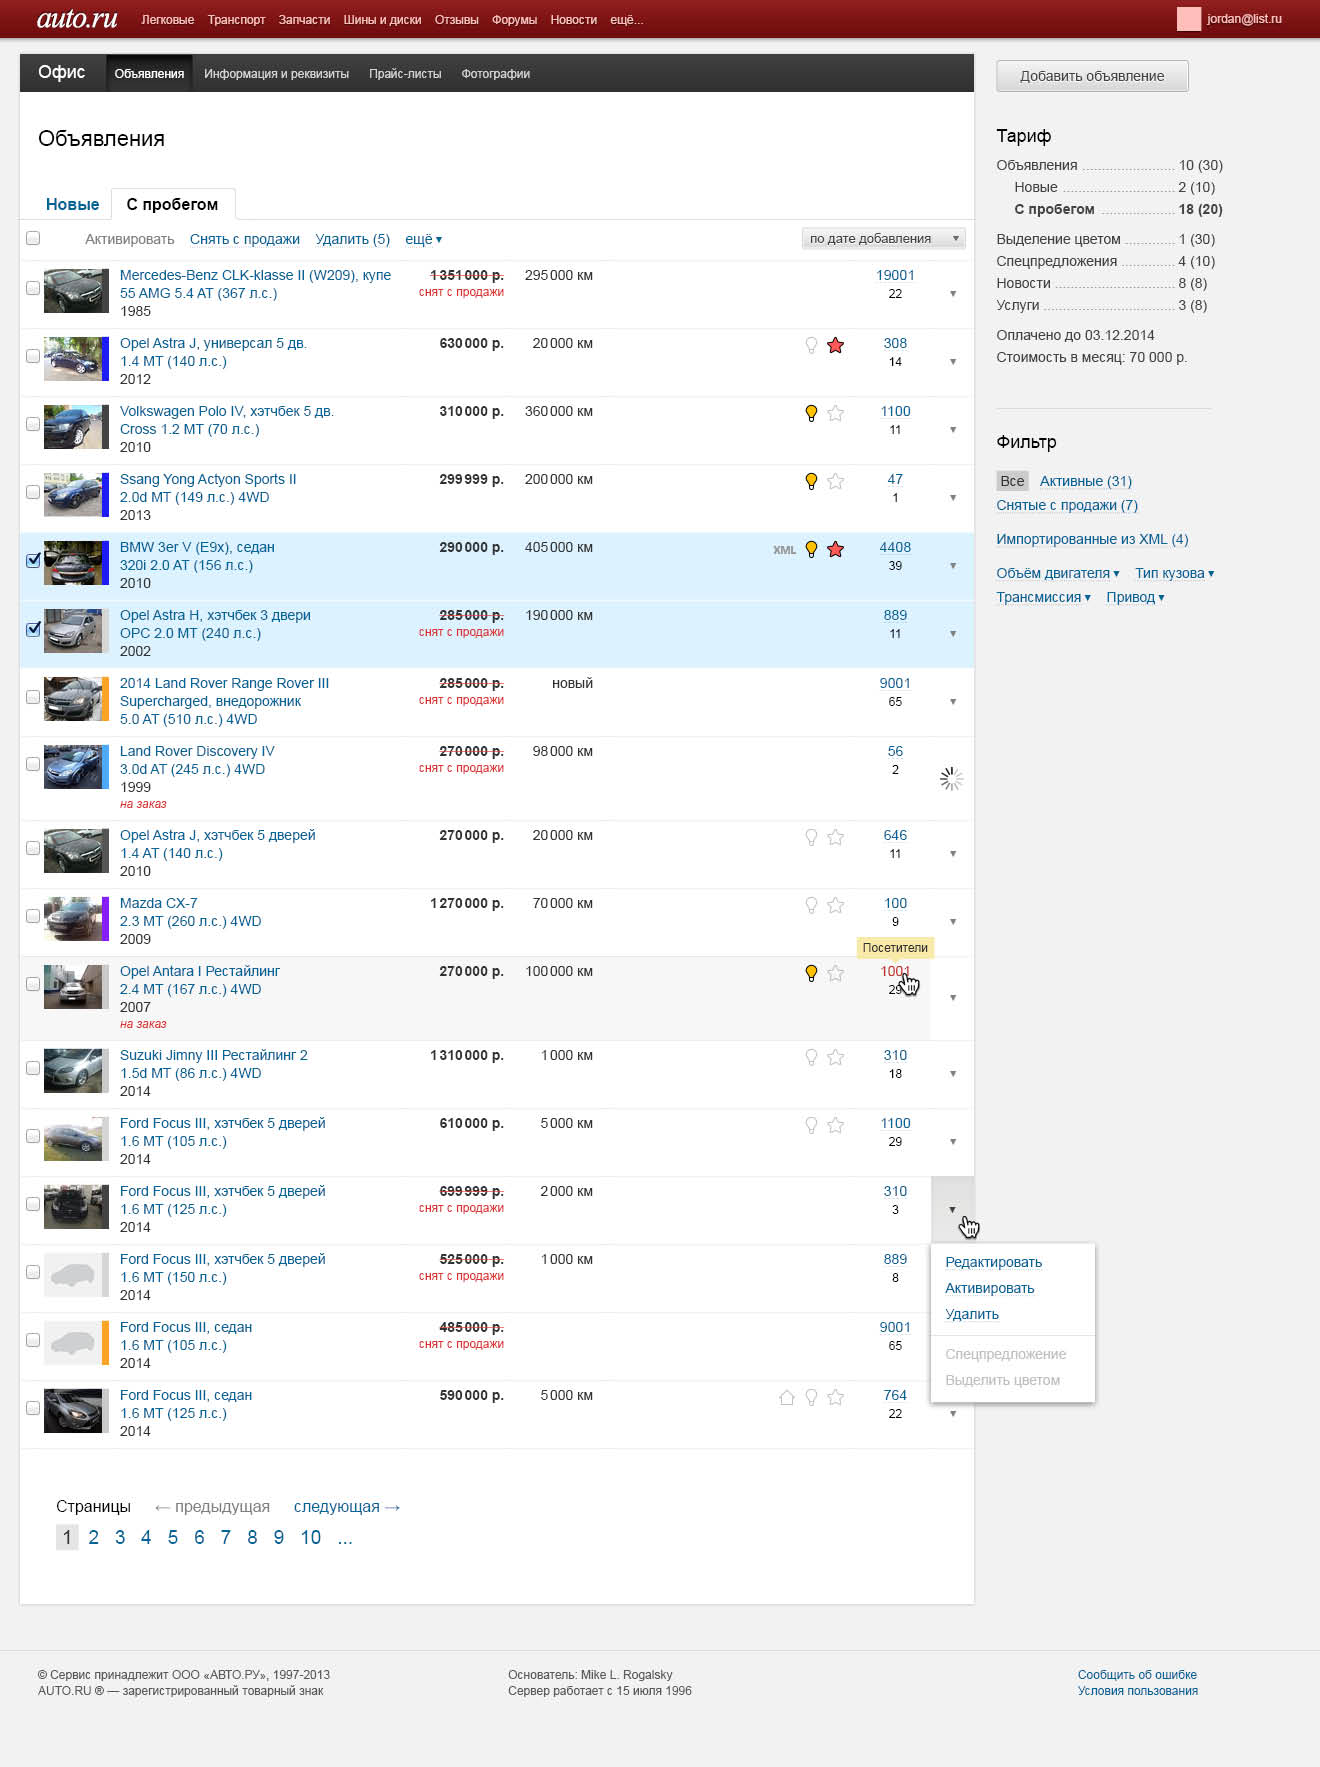 auto.ru Легковые Транспорт Запчасти Шины и диски Отзывы Форумы Новости ещё... jordan@list.ru
Офис Объявления Информация и реквизиты Прайс-листы Фотографии
Добавить объявление
Объявления
Новые С пробегом
Активировать Снять с продажи Удалить (5) ещё ▾ по дате добавления
Mercedes-Benz CLK-klasse II (W209), купе 1 351 000 р. 295 000 км 19001
55 AMG 5.4 AT (367 л.с.) снят с продажи 22
1985
Opel Astra J, универсал 5 дв. 630 000 р. 20 000 км 308
1.4 MT (140 л.с.) 14
2012
Volkswagen Polo IV, хэтчбек 5 дв. 310 000 р. 360 000 км 1100
Cross 1.2 MT (70 л.с.) 11
2010
Ssang Yong Actyon Sports II 299 999 р. 200 000 км 47
2.0d MT (149 л.с.) 4WD 1
2013
BMW 3er V (E9x), седан 290 000 р. 405 000 км XML 4408
320i 2.0 AT (156 л.с.) 39
2010
Opel Astra H, хэтчбек 3 двери 285 000 р. 190 000 км 889
OPC 2.0 MT (240 л.с.) снят с продажи 11
2002
2014 Land Rover Range Rover III 285 000 р. новый 9001
Supercharged, внедорожник снят с продажи 65
5.0 AT (510 л.с.) 4WD
Land Rover Discovery IV 270 000 р. 98 000 км 56
3.0d AT (245 л.с.) 4WD снят с продажи 2
1999
на заказ
Opel Astra J, хэтчбек 5 дверей 270 000 р. 20 000 км 646
1.4 AT (140 л.с.) 11
2010
Mazda CX-7 1 270 000 р. 70 000 км 100
2.3 MT (260 л.с.) 4WD 9
2009
Посетители
Opel Antara I Рестайлинг 270 000 р. 100 000 км 1001
2.4 MT (167 л.с.) 4WD 29
2007
на заказ
Suzuki Jimny III Рестайлинг 2 1 310 000 р. 1 000 км 310
1.5d MT (86 л.с.) 4WD 18
2014
Ford Focus III, хэтчбек 5 дверей 610 000 р. 5 000 км 1100
1.6 MT (105 л.с.) 29
2014
Ford Focus III, хэтчбек 5 дверей 699 999 р. 2 000 км 310
1.6 MT (125 л.с.) снят с продажи 3
2014
Ford Focus III, хэтчбек 5 дверей 525 000 р. 1 000 км 889
1.6 MT (150 л.с.) снят с продажи 8
2014
Ford Focus III, седан 485 000 р. 9001
1.6 MT (105 л.с.) снят с продажи 65
2014
Ford Focus III, седан 590 000 р. 5 000 км 764
1.6 MT (125 л.с.) 22
2014
Редактировать
Активировать
Удалить
Спецпредложение
Выделить цветом
Страницы ← предыдущая следующая →
1 2 3 4 5 6 7 8 9 10 ...
Тариф
Объявления 10 (30)
Новые 2 (10)
С пробегом 18 (20)
Выделение цветом 1 (30)
Спецпредложения 4 (10)
Новости 8 (8)
Услуги 3 (8)
Оплачено до 03.12.2014
Стоимость в месяц: 70 000 р.
Фильтр
Все Активные (31)
Снятые с продажи (7)
Импортированные из XML (4)
Объём двигателя ▾ Тип кузова ▾
Трансмиссия ▾ Привод ▾
© Сервис принадлежит ООО «АВТО.РУ», 1997-2013
AUTO.RU ® — зарегистрированный товарный знак
Основатель: Mike L. Rogalsky
Сервер работает с 15 июля 1996
Сообщить об ошибке
Условия пользования